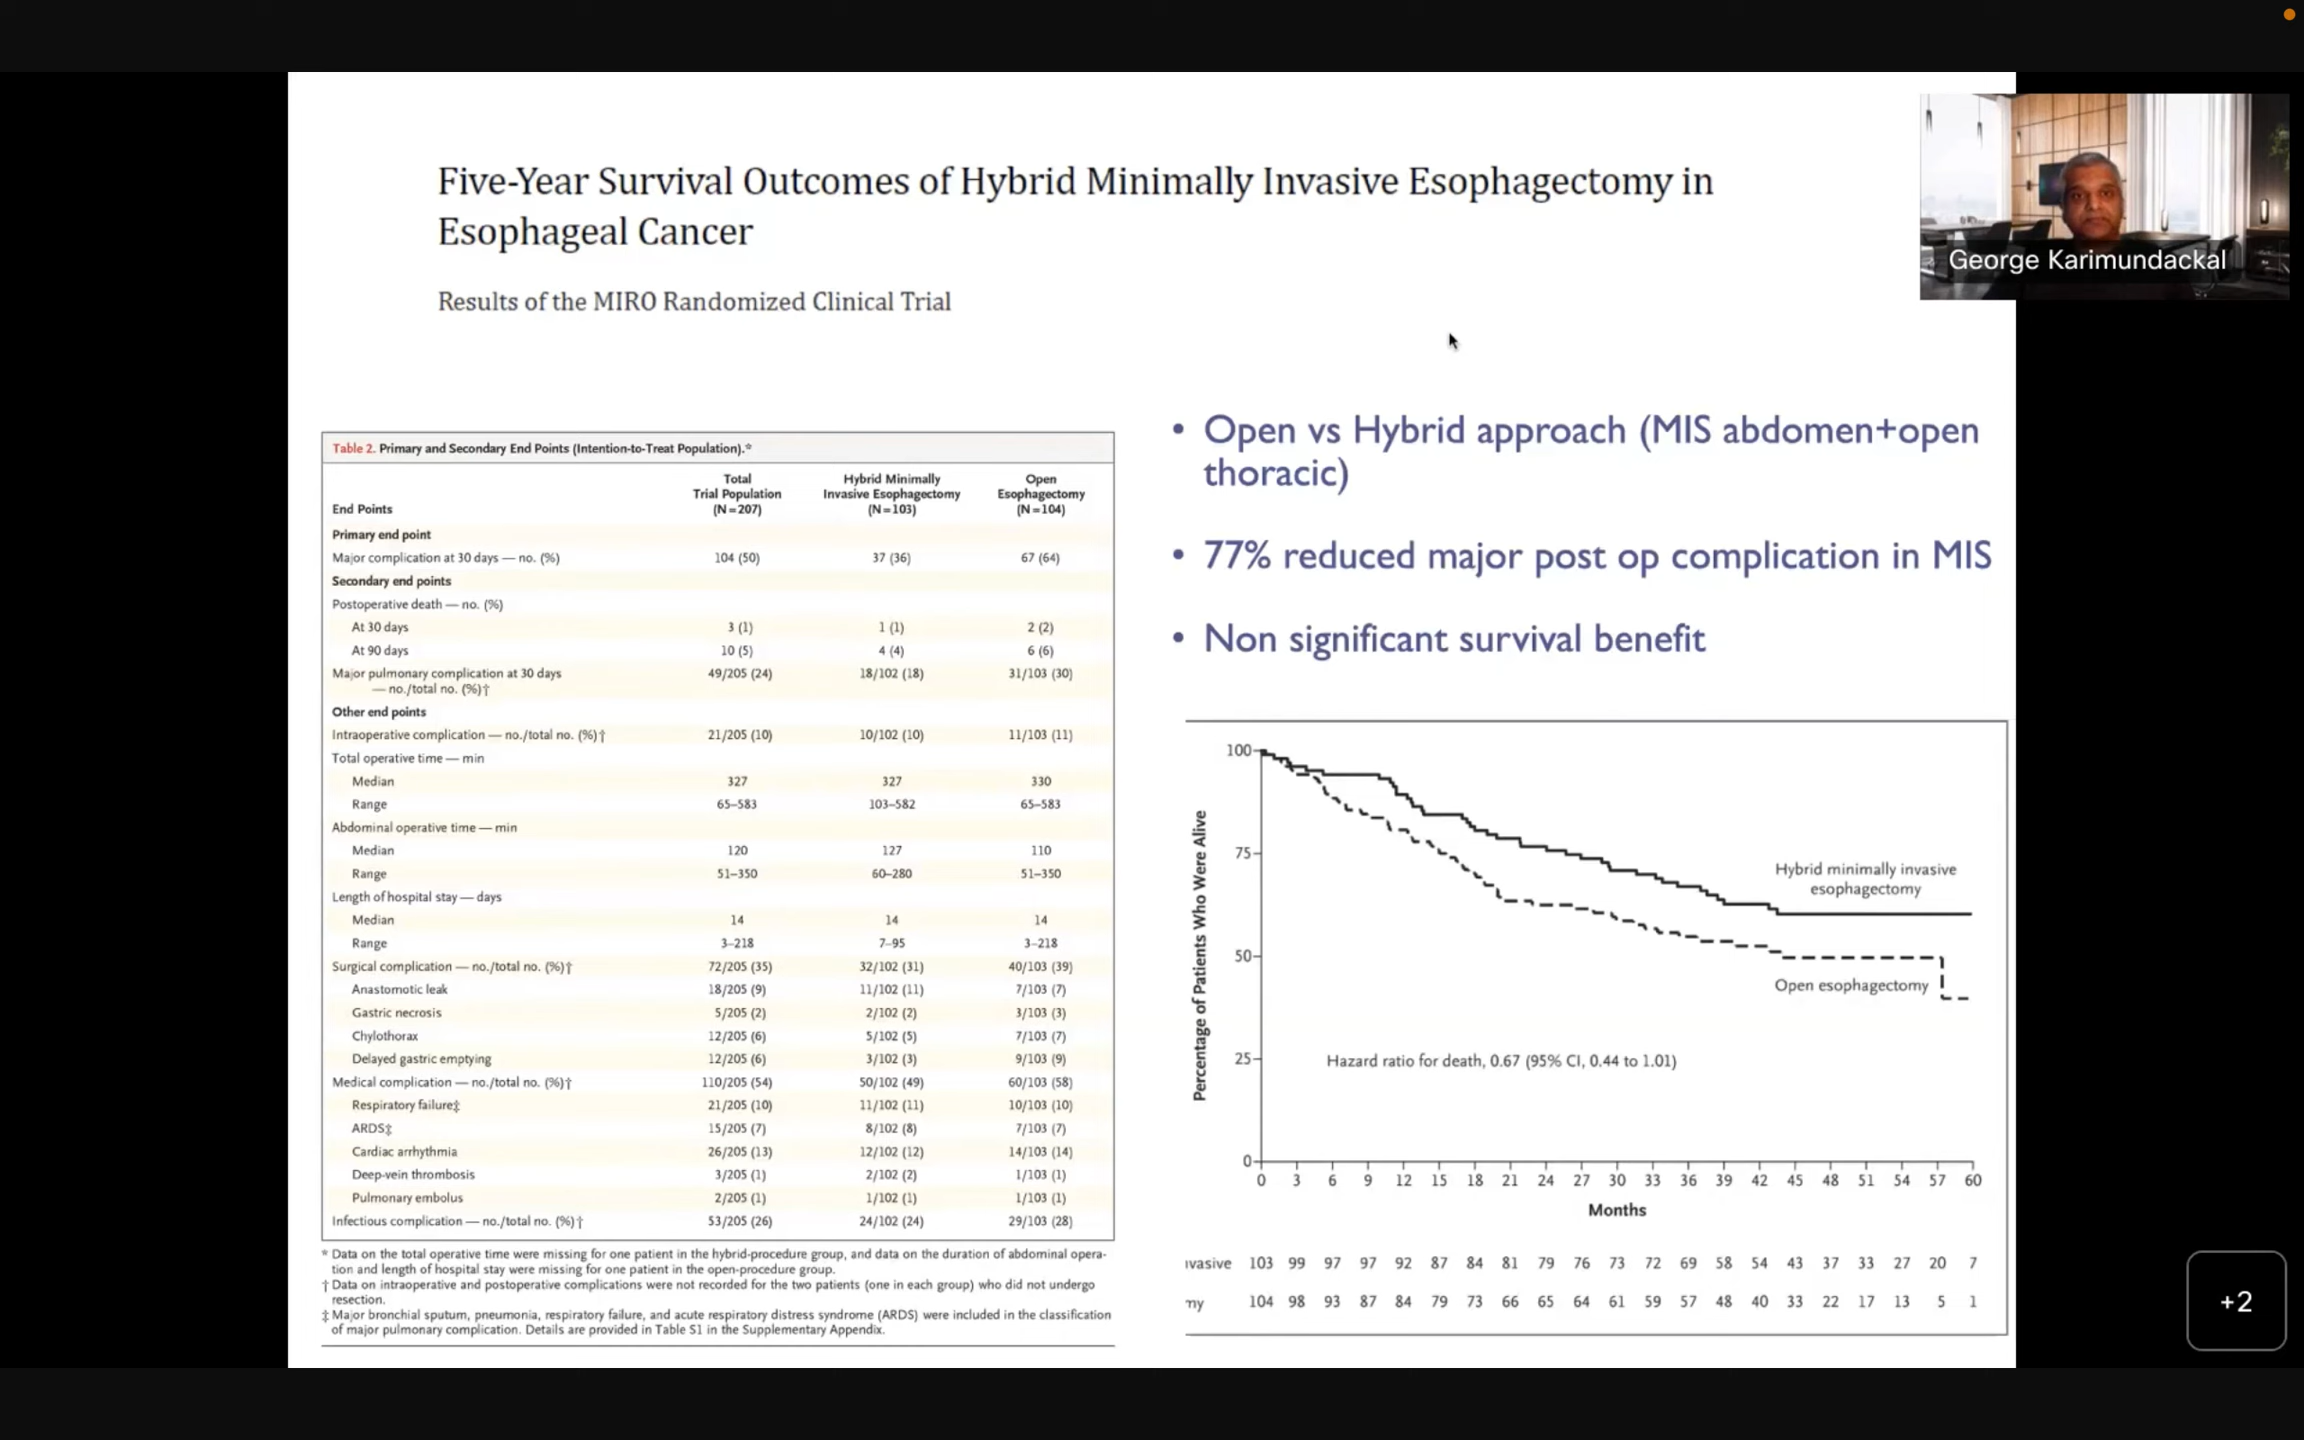 Five-Year Survival Outcomes of Hybrid Minimally Invasive Esophagectomy in
Esophageal Cancer
Results of the MIRO Randomized Clinical Trial
George Karimundackal
Table 2. Primary and Secondary End Points (Intention-to-Treat Population).*
End Points Total Trial Population (N=207) Hybrid Minimally Invasive Esophagectomy (N=103) Open Esophagectomy (N=104)
Primary end point
Major complication at 30 days — no. (%) 104 (50) 37 (36) 67 (64)
Secondary end points
Postoperative death — no. (%)
At 30 days 3 (1) 1 (1) 2 (2)
At 90 days 10 (5) 4 (4) 6 (6)
Major pulmonary complication at 30 days 49/205 (24) 18/102 (18) 31/103 (30)
— no./total no. (%)†
Other end points
Intraoperative complication — no./total no. (%)† 21/205 (10) 10/102 (10) 11/103 (11)
Total operative time — min
Median 327 327 330
Range 65–583 103–582 65–583
Abdominal operative time — min
Median 120 127 110
Range 51–350 60–280 51–350
Length of hospital stay — days
Median 14 14 14
Range 3–218 7–95 3–218
Surgical complication — no./total no. (%)† 72/205 (35) 32/102 (31) 40/103 (39)
Anastomotic leak 18/205 (9) 11/102 (11) 7/103 (7)
Gastric necrosis 5/205 (2) 2/102 (2) 3/103 (3)
Chylothorax 12/205 (6) 5/102 (5) 7/103 (7)
Delayed gastric emptying 12/205 (6) 3/102 (3) 9/103 (9)
Medical complication — no./total no. (%)† 110/205 (54) 50/102 (49) 60/103 (58)
Respiratory failure‡ 21/205 (10) 11/102 (11) 10/103 (10)
ARDS‡ 15/205 (7) 8/102 (8) 7/103 (7)
Cardiac arrhythmia 26/205 (13) 12/102 (12) 14/103 (14)
Deep-vein thrombosis 3/205 (1) 2/102 (2) 1/103 (1)
Pulmonary embolus 2/205 (1) 1/102 (1) 1/103 (1)
Infectious complication — no./total no. (%)† 53/205 (26) 24/102 (24) 29/103 (28)
* Data on the total operative time were missing for one patient in the hybrid-procedure group, and data on the duration of abdominal opera-
tion and length of hospital stay were missing for one patient in the open-procedure group.
† Data on intraoperative and postoperative complications were not recorded for the two patients (one in each group) who did not undergo
resection.
‡ Major bronchial sputum, pneumonia, respiratory failure, and acute respiratory distress syndrome (ARDS) were included in the classification
of major pulmonary complication. Details are provided in Table S1 in the Supplementary Appendix.
• Open vs Hybrid approach (MIS abdomen+open
thoracic)
• 77% reduced major post op complication in MIS
• Non significant survival benefit
Percentage of Patients Who Were Alive
100
75
50
25
0
Hybrid minimally invasive
esophagectomy
Open esophagectomy
Hazard ratio for death, 0.67 (95% CI, 0.44 to 1.01)
0 3 6 9 12 15 18 21 24 27 30 33 36 39 42 45 48 51 54 57 60
Months
ıvasive 103 99 97 97 92 87 84 81 79 76 73 72 69 58 54 43 37 33 27 20 7
my 104 98 93 87 84 79 73 66 65 64 61 59 57 48 40 33 22 17 13 5 1
+2